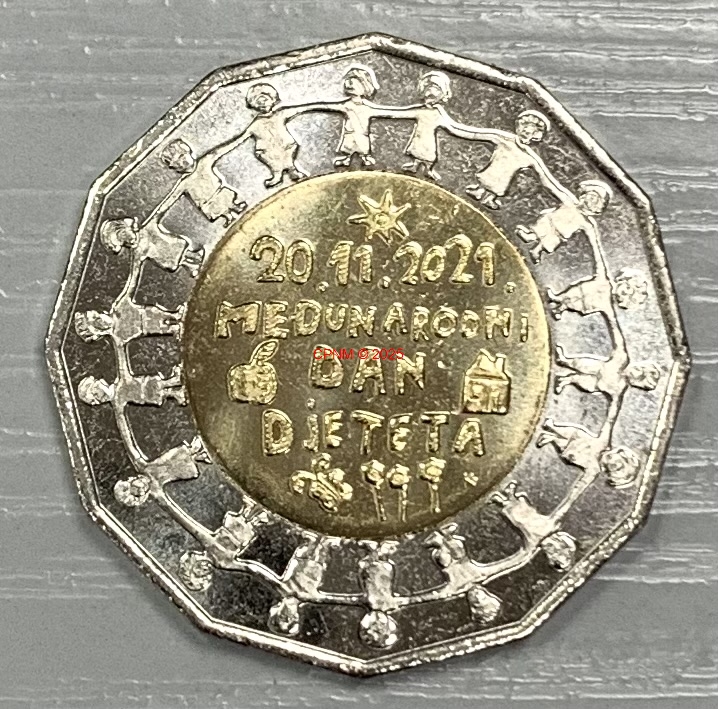 20.11.2021.
MEĐUNARODNI
DAN
DJETETA
CPNM © 2025